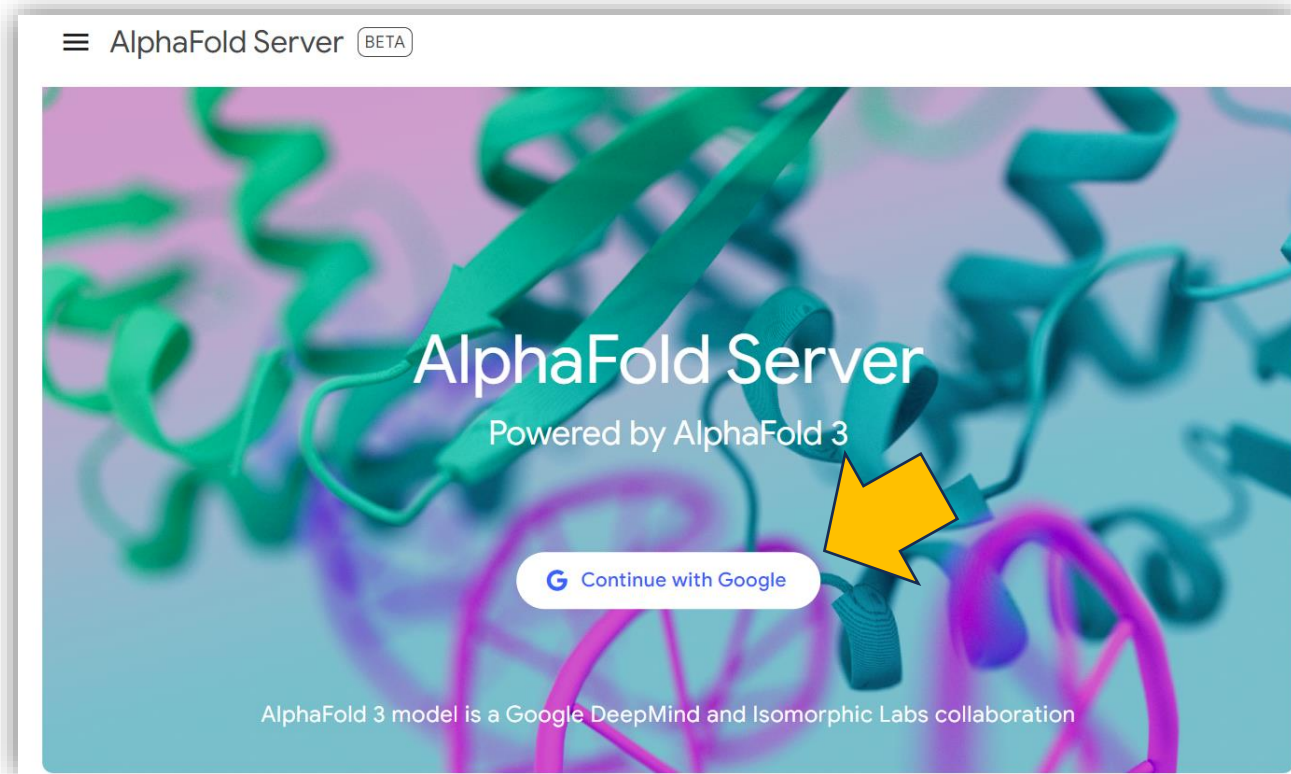 AlphaFold Server BETA
AlphaFold Server
Powered by AlphaFold 3
G Continue with Google
AlphaFold 3 model is a Google DeepMind and Isomorphic Labs collaboration